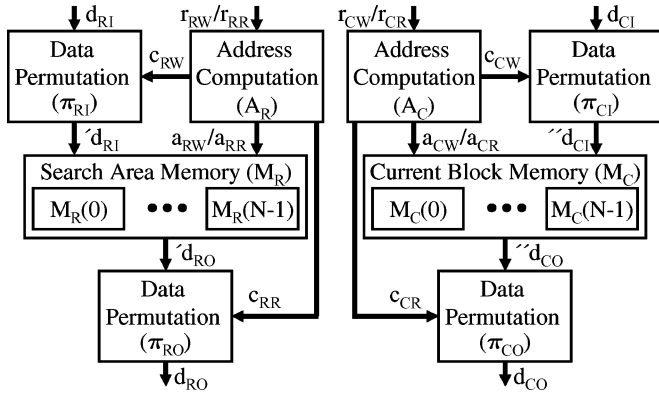 d_RI r_RW/r_RR r_CW/r_CR d_CI
Data Permutation (π_RI)
c_RW
Address Computation (A_R)
Address Computation (A_C)
c_CW
Data Permutation (π_CI)
´d_RI a_RW/a_RR a_CW/a_CR ´´d_CI
Search Area Memory (M_R)
M_R(0) ••• M_R(N-1)
Current Block Memory (M_C)
M_C(0) ••• M_C(N-1)
´d_RO ´´d_CO
Data Permutation (π_RO)
c_RR
c_CR
Data Permutation (π_CO)
d_RO d_CO